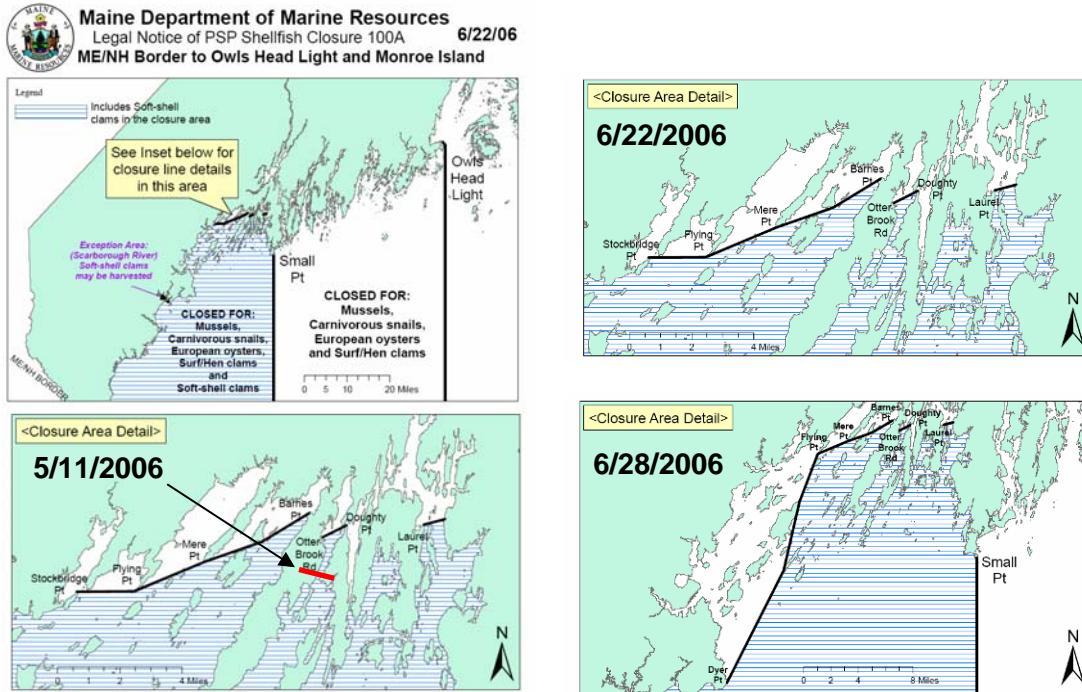 MAINE
MARINE RESOURCES
Maine Department of Marine Resources
Legal Notice of PSP Shellfish Closure 100A
6/22/06
ME/NH Border to Owls Head Light and Monroe Island
Legend
Includes Soft-shell
clams in the closure area
See Inset below for
closure line details
in this area
Owls
Head
Light
Exception Area:
(Scarborough River)
Soft-shell clams
may be harvested
Small
Pt
CLOSED FOR:
Mussels,
Carnivorous snails,
European oysters,
Surf/Hen clams
and
Soft-shell clams
CLOSED FOR:
Mussels,
Carnivorous snails,
European oysters
and Surf/Hen clams
0 5 10 20 Miles
ME/NH BORDER
<Closure Area Detail>
6/22/2006
Barnes
Pt
Doughty
Pt
Mere
Pt
Otter
Brook
Rd
Laurel
Pt
Flying
Pt
Stockbridge
Pt
N
0 1 2 4 Miles
<Closure Area Detail>
5/11/2006
Barnes
Pt
Doughty
Pt
Mere
Pt
Otter
Brook
Rd
Laurel
Pt
Flying
Pt
Stockbridge
Pt
N
0 1 2 4 Miles
<Closure Area Detail>
6/28/2006
Barnes
Pt
Doughty
Pt
Mere
Pt
Flying
Pt
Otter
Brook
Rd
Laurel
Pt
Small
Pt
Dyer
Pt
N
0 2 4 8 Miles